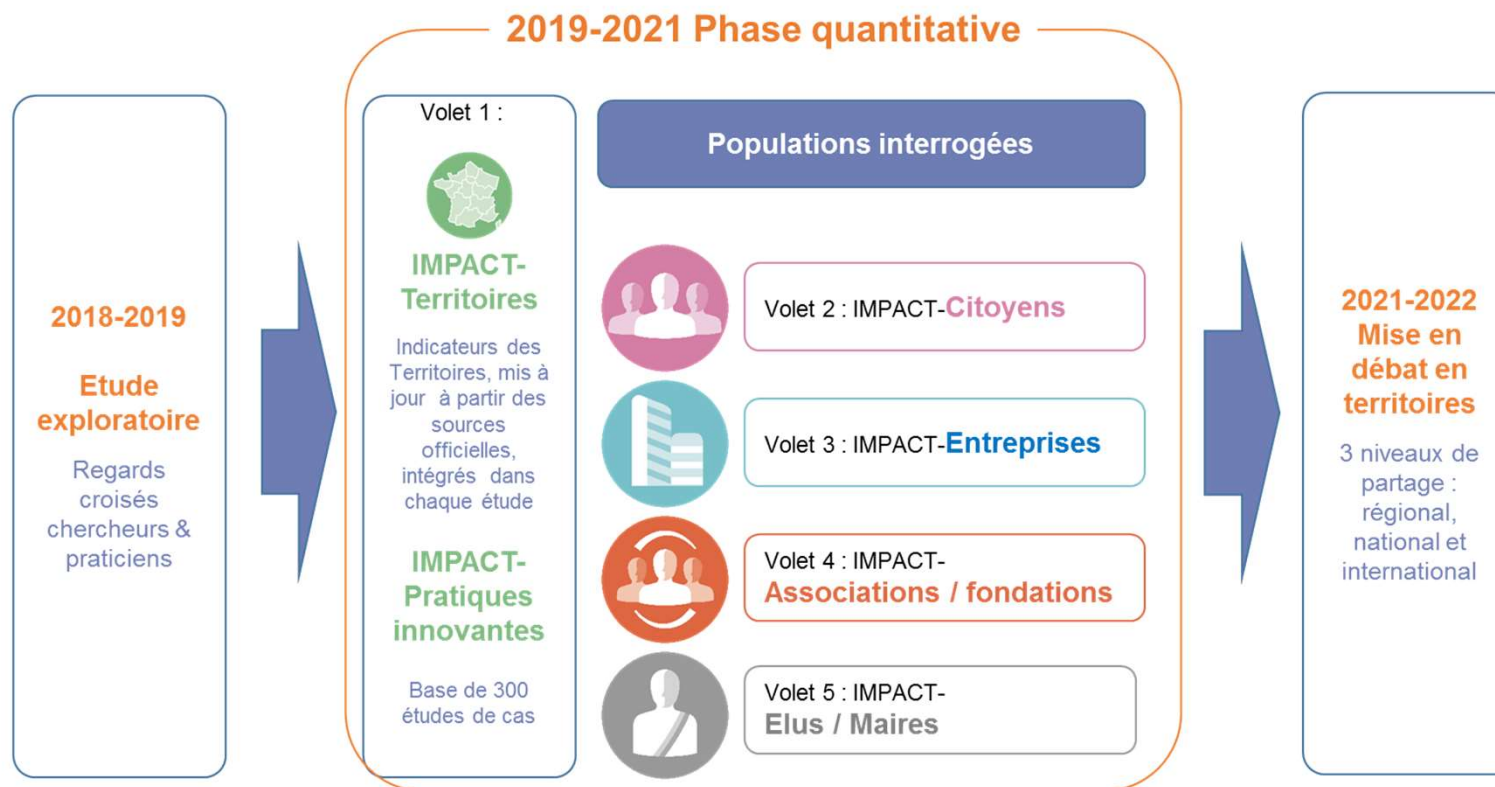 2019-2021 Phase quantitative
2018-2019
Etude
exploratoire
Regards
croisés
chercheurs &
praticiens
Volet 1 :
IMPACT-
Territoires
Indicateurs des
Territoires, mis à
jour à partir des
sources
officielles,
intégrés dans
chaque étude
IMPACT-
Pratiques
innovantes
Base de 300
études de cas
Populations interrogées
Volet 2 : IMPACT-Citoyens
Volet 3 : IMPACT-Entreprises
Volet 4 : IMPACT-
Associations / fondations
Volet 5 : IMPACT-
Elus / Maires
2021-2022
Mise en
débat en
territoires
3 niveaux de
partage :
régional,
national et
international